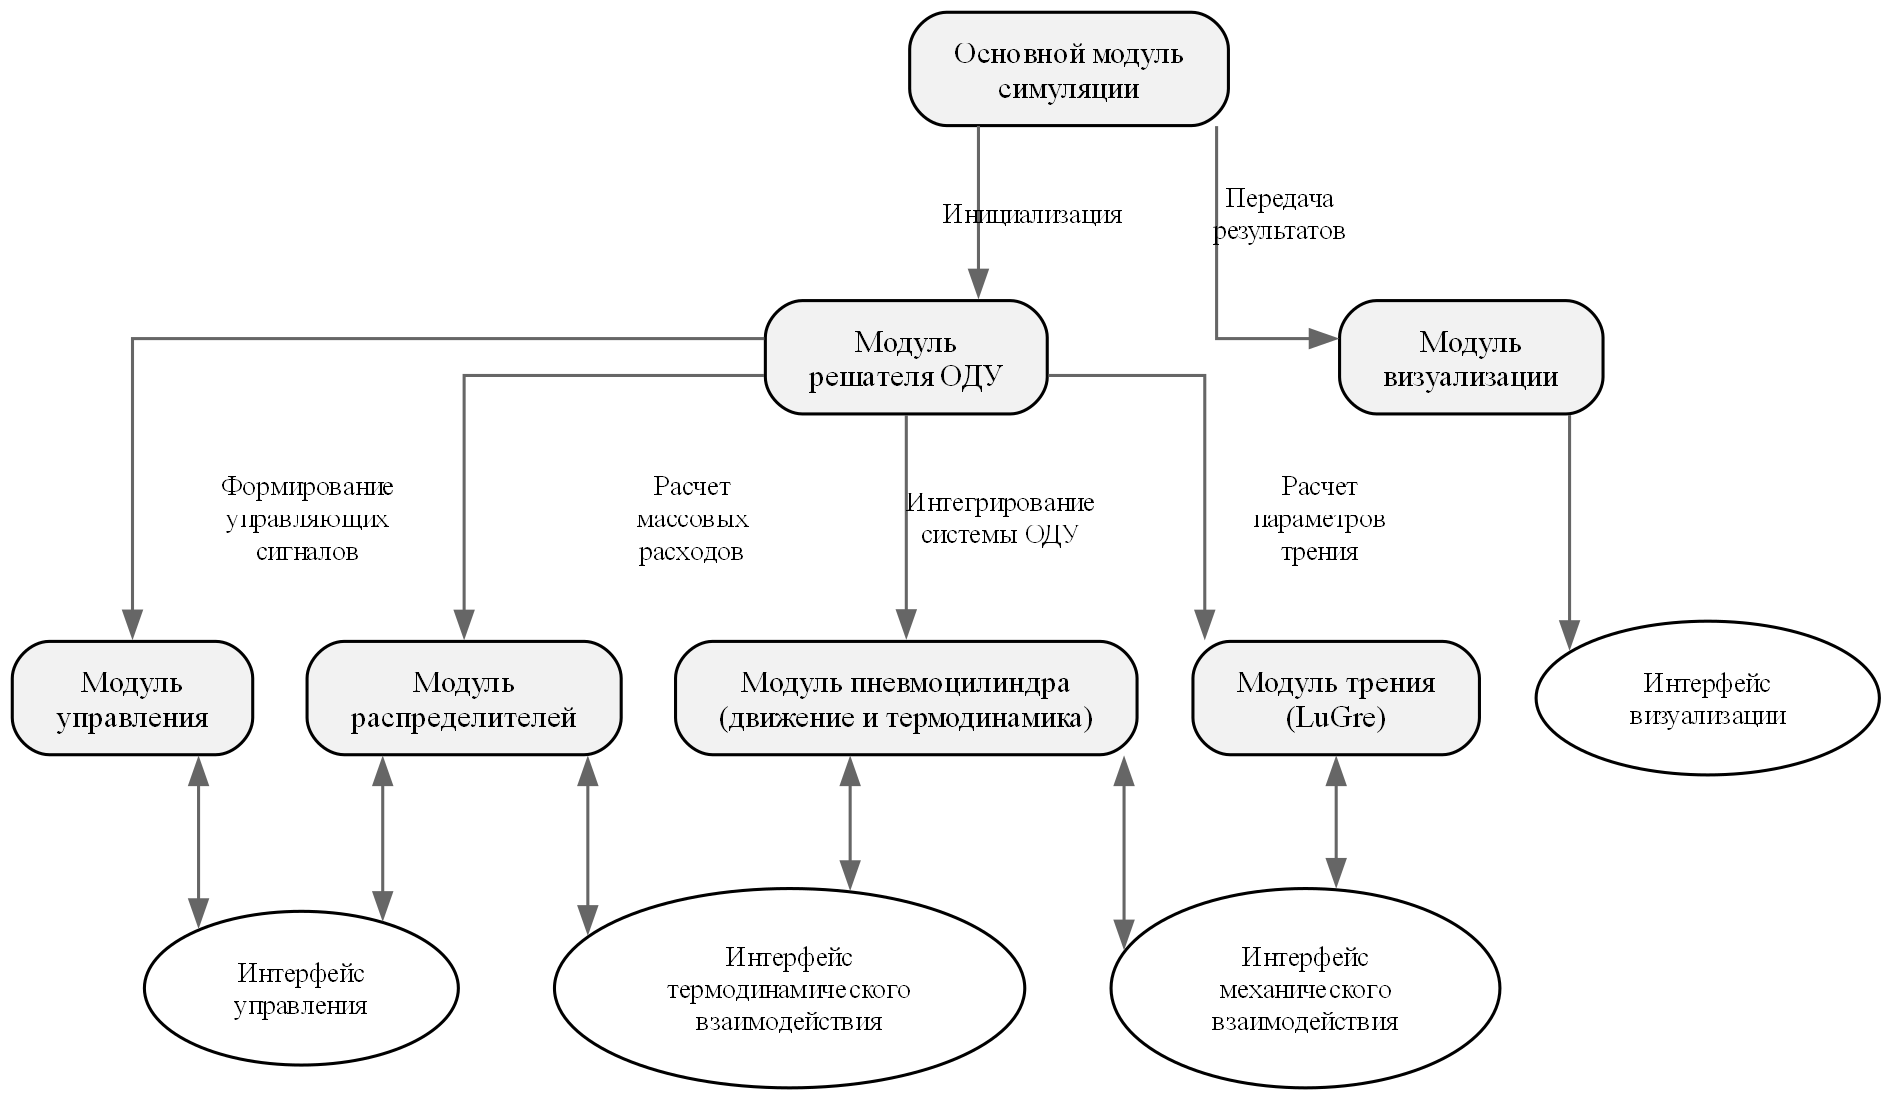 Основной модуль
симуляции
Инициализация
Передача
результатов
Модуль
решателя ОДУ
Модуль
визуализации
Формирование
управляющих
сигналов
Расчет
массовых
расходов
Интегрирование
системы ОДУ
Расчет
параметров
трения
Модуль
управления
Модуль
распределителей
Модуль пневмоцилиндра
(движение и термодинамика)
Модуль трения
(LuGre)
Интерфейс
визуализации
Интерфейс
управления
Интерфейс
термодинамического
взаимодействия
Интерфейс
механического
взаимодействия